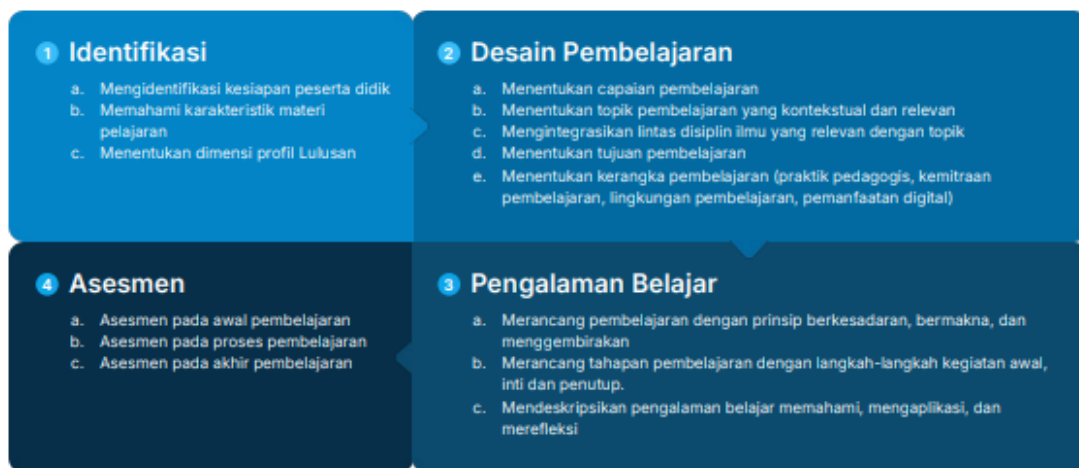 1 Identifikasi
a. Mengidentifikasi kesiapan peserta didik
b. Memahami karakteristik materi
pelajaran
c. Menentukan dimensi profil Lulusan
2 Desain Pembelajaran
a. Menentukan capaian pembelajaran
b. Menentukan topik pembelajaran yang kontekstual dan relevan
c. Mengintegrasikan lintas disiplin ilmu yang relevan dengan topik
d. Menentukan tujuan pembelajaran
e. Menentukan kerangka pembelajaran (praktik pedagogis, kemitraan
pembelajaran, lingkungan pembelajaran, pemanfaatan digital)
3 Pengalaman Belajar
a. Merancang pembelajaran dengan prinsip berkesadaran, bermakna, dan
menggembirakan
b. Merancang tahapan pembelajaran dengan langkah-langkah kegiatan awal,
inti dan penutup.
c. Mendeskripsikan pengalaman belajar memahami, mengaplikasi, dan
merefleksi
4 Asesmen
a. Asesmen pada awal pembelajaran
b. Asesmen pada proses pembelajaran
c. Asesmen pada akhir pembelajaran